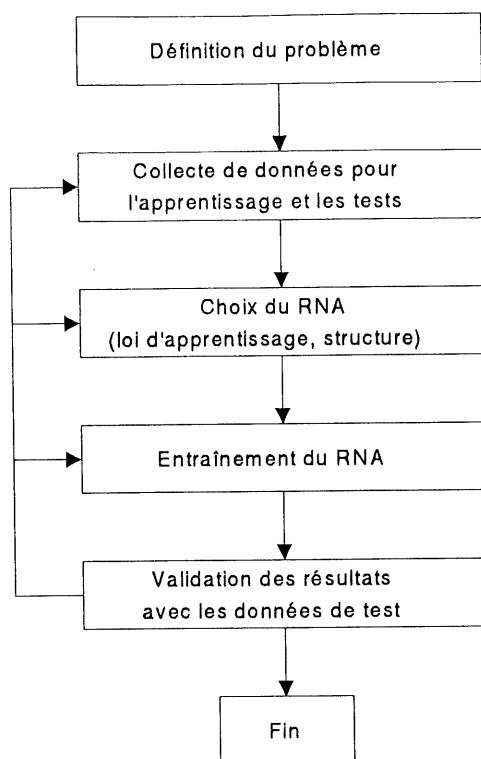 Définition du problème
Collecte de données pour
l'apprentissage et les tests
Choix du RNA
(loi d'apprentissage, structure)
Entraînement du RNA
Validation des résultats
avec les données de test
Fin